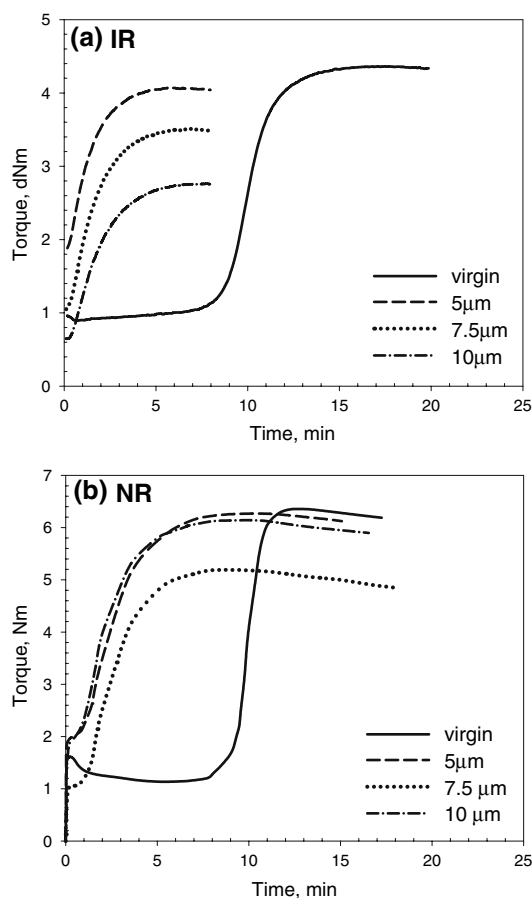 (a) IR
Torque, dNm
5
4
3
2
1
0
virgin
5μm
7.5μm
10μm
0 5 10 15 20 25
Time, min
(b) NR
Torque, Nm
7
6
5
4
3
2
1
0
virgin
5μm
7.5 μm
10 μm
0 5 10 15 20 25
Time, min